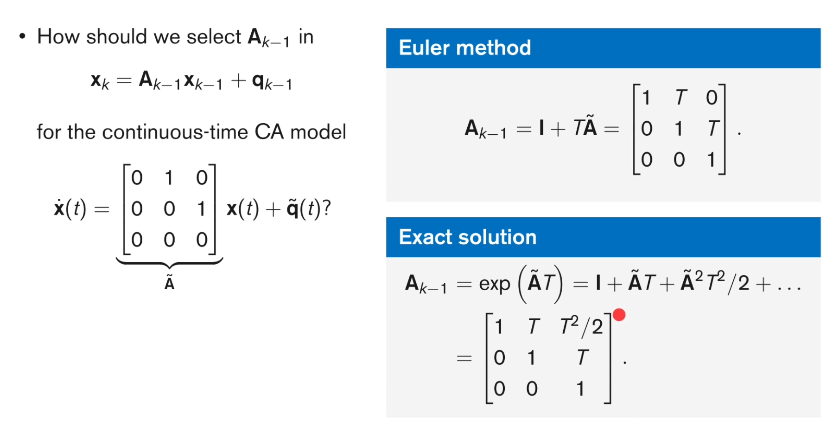 • How should we select A_{k−1} in
x_k = A_{k−1}x_{k−1} + q_{k−1}
for the continuous-time CA model
ẋ(t) = [0 1 0; 0 0 1; 0 0 0] x(t) + q̃(t)?
Ã
Euler method
A_{k−1} = I + TÃ = [1 T 0; 0 1 T; 0 0 1] .
Exact solution
A_{k−1} = exp(ÃT) = I + ÃT + Ã²T²/2 + ...
= [1 T T²/2; 0 1 T; 0 0 1] .